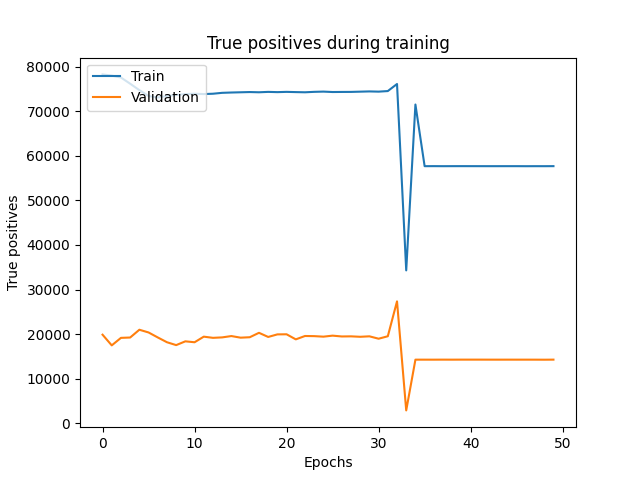 True positives during training
80000
70000
60000
50000
40000
30000
20000
10000
0
True positives
Train
Validation
0 10 20 30 40 50
Epochs